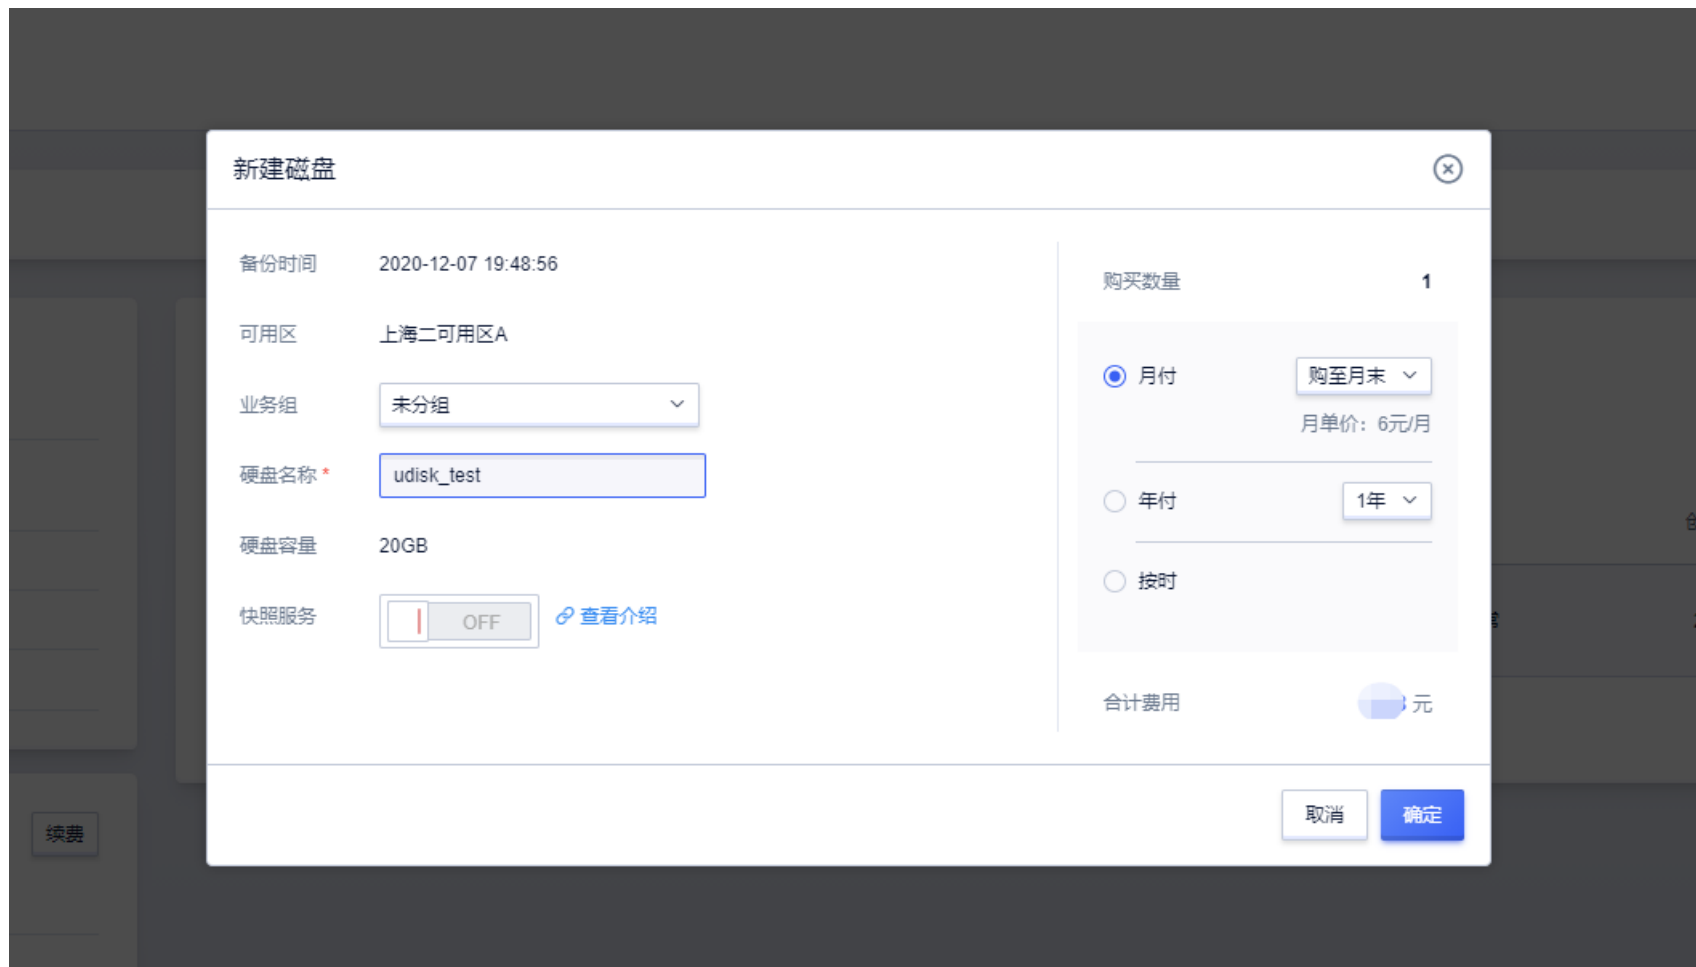 新建磁盘
备份时间 2020-12-07 19:48:56
可用区 上海二可用区A
业务组 未分组
硬盘名称 * udisk_test
硬盘容量 20GB
快照服务 OFF 查看介绍
购买数量 1
月付 购至月末
月单价：6元/月
年付 1年
按时
合计费用 元
取消 确定
续费